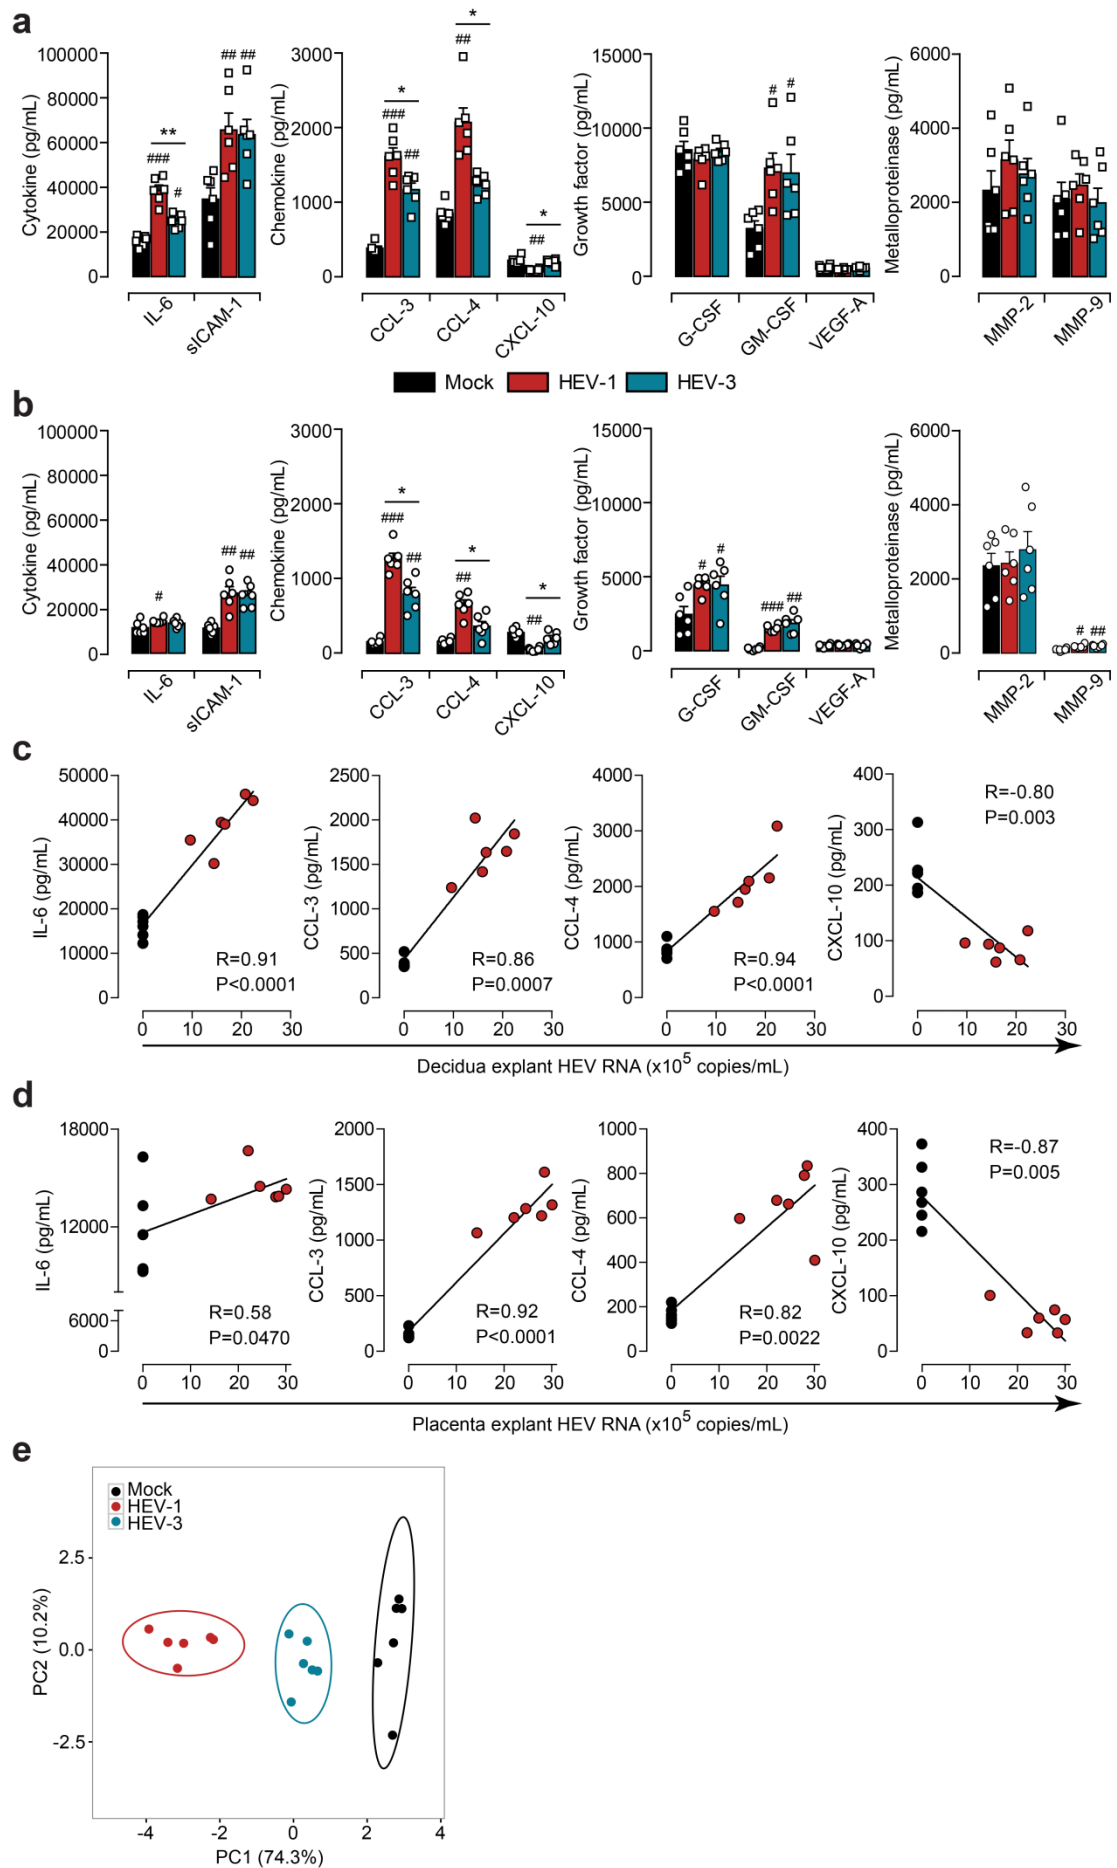 a
Cytokine (pg/mL)
100000
80000
60000
40000
20000
0
###
**
#
##
##
IL-6
sICAM-1
Chemokine (pg/mL)
3000
2000
1000
0
###
*
##
##
*
##
*
CCL-3
CCL-4
CXCL-10
Growth factor (pg/mL)
15000
10000
5000
0
#
#
G-CSF
GM-CSF
VEGF-A
Metalloproteinase (pg/mL)
6000
4000
2000
0
MMP-2
MMP-9
Mock HEV-1 HEV-3
b
Cytokine (pg/mL)
100000
80000
60000
40000
20000
0
#
##
##
IL-6
sICAM-1
Chemokine (pg/mL)
3000
2000
1000
0
###
*
##
##
*
##
*
CCL-3
CCL-4
CXCL-10
Growth factor (pg/mL)
15000
10000
5000
0
#
#
###
##
G-CSF
GM-CSF
VEGF-A
Metalloproteinase (pg/mL)
6000
4000
2000
0
#
##
MMP-2
MMP-9
c
IL-6 (pg/mL)
50000
40000
30000
20000
10000
0
R=0.91
P<0.0001
0 10 20 30
CCL-3 (pg/mL)
2500
2000
1500
1000
500
0
R=0.86
P=0.0007
0 10 20 30
CCL-4 (pg/mL)
4000
3000
2000
1000
0
R=0.94
P<0.0001
0 10 20 30
CXCL-10 (pg/mL)
400
300
200
100
0
R=-0.80
P=0.003
0 10 20 30
Decidua explant HEV RNA (x10⁵ copies/mL)
d
IL-6 (pg/mL)
18000
12000
6000
0
R=0.58
P=0.0470
0 10 20 30
CCL-3 (pg/mL)
2000
1500
1000
500
0
R=0.92
P<0.0001
0 10 20 30
CCL-4 (pg/mL)
1000
800
600
400
200
0
R=0.82
P=0.0022
0 10 20 30
CXCL-10 (pg/mL)
400
300
200
100
0
R=-0.87
P=0.005
0 10 20 30
Placenta explant HEV RNA (x10⁵ copies/mL)
e
Mock
HEV-1
HEV-3
PC2 (10.2%)
2.5
0.0
-2.5
-4 -2 0 2 4
PC1 (74.3%)